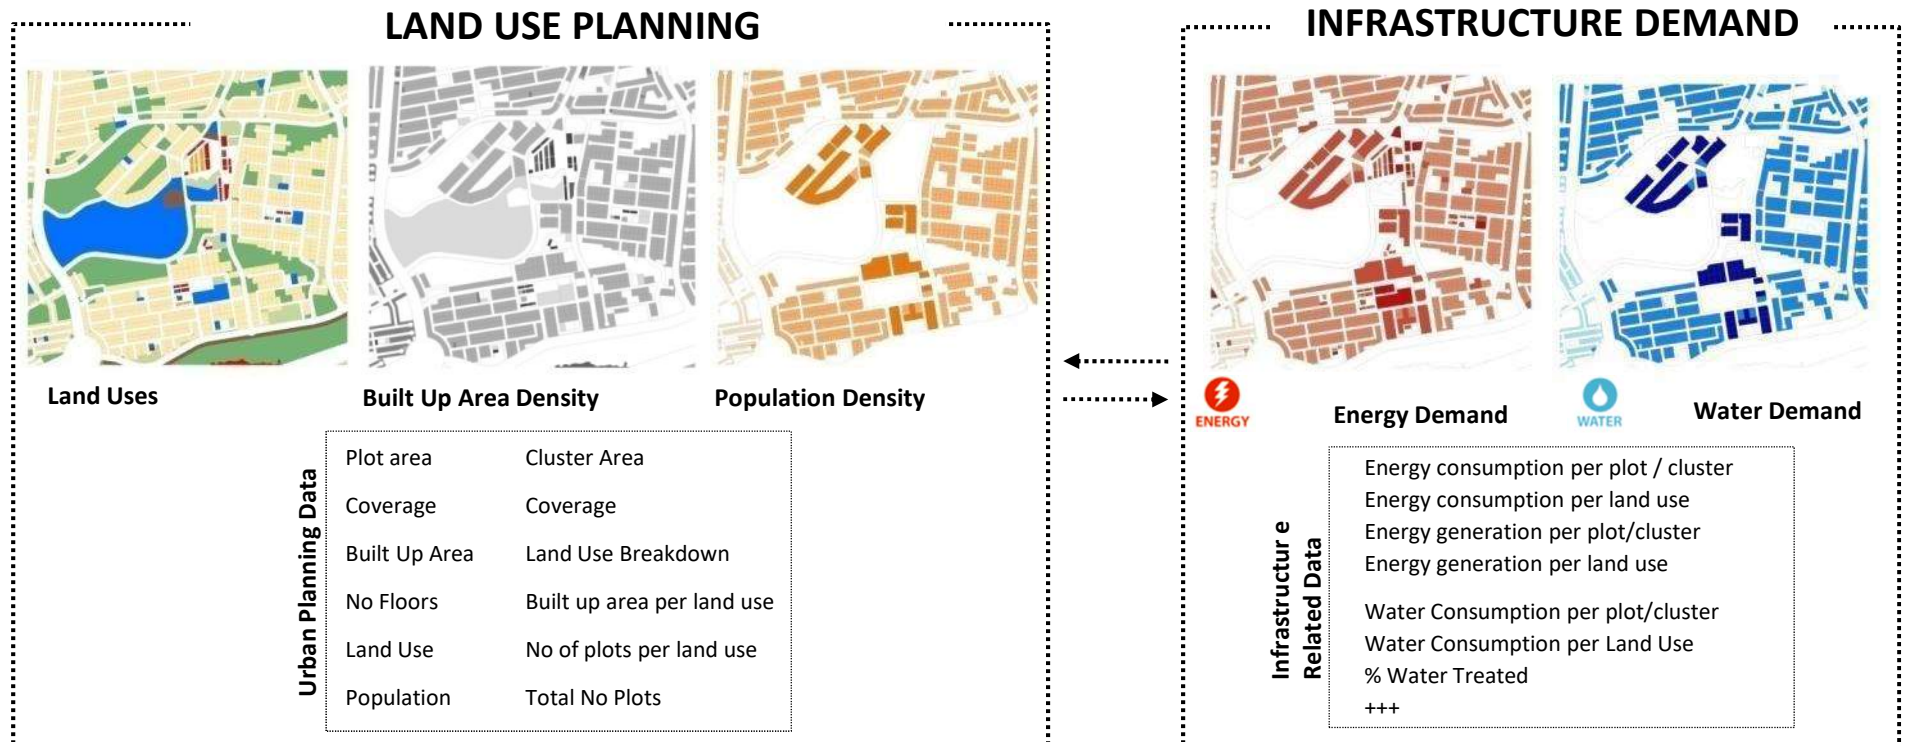 LAND USE PLANNING
Land Uses
Built Up Area Density
Population Density
Urban Planning Data
Plot area
Coverage
Built Up Area
No Floors
Land Use
Population
Cluster Area
Coverage
Land Use Breakdown
Built up area per land use
No of plots per land use
Total No Plots
INFRASTRUCTURE DEMAND
ENERGY
Energy Demand
WATER
Water Demand
Infrastructur e
Related Data
Energy consumption per plot / cluster
Energy consumption per land use
Energy generation per plot/cluster
Energy generation per land use
Water Consumption per plot/cluster
Water Consumption per Land Use
% Water Treated
+++